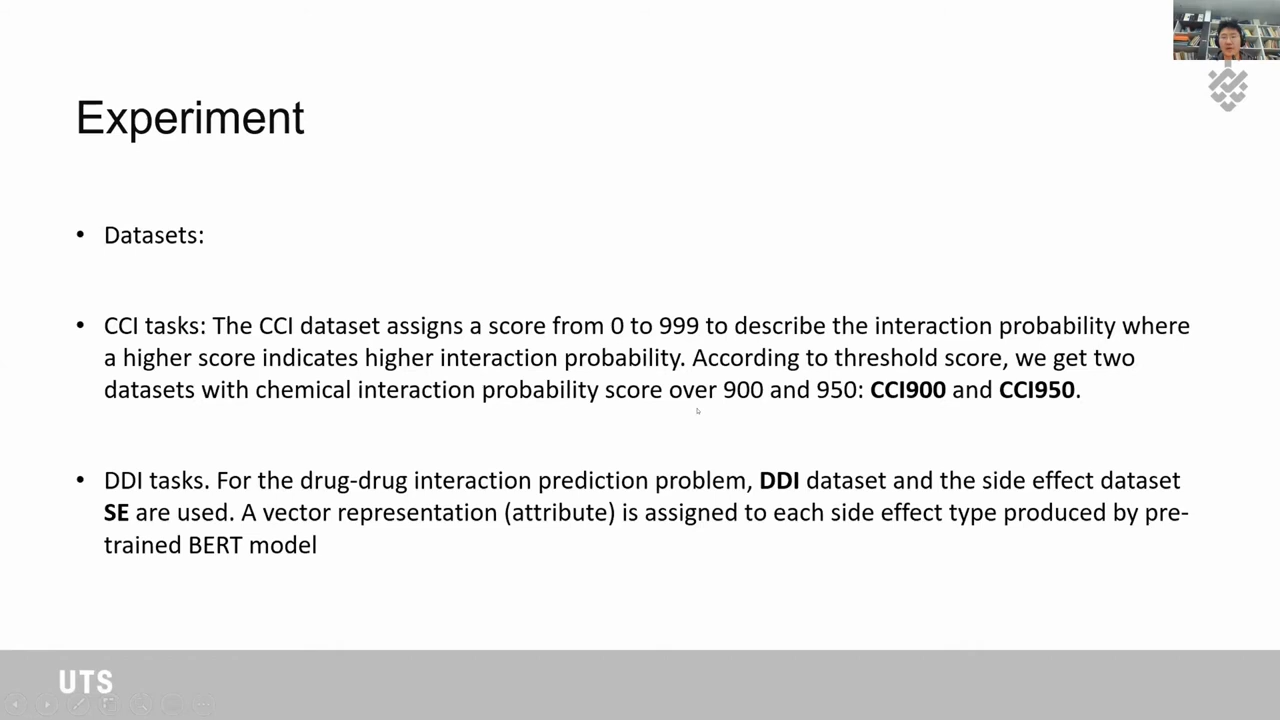 Experiment
• Datasets:
• CCI tasks: The CCI dataset assigns a score from 0 to 999 to describe the interaction probability where
a higher score indicates higher interaction probability. According to threshold score, we get two
datasets with chemical interaction probability score over 900 and 950: CCI900 and CCI950.
• DDI tasks. For the drug-drug interaction prediction problem, DDI dataset and the side effect dataset
SE are used. A vector representation (attribute) is assigned to each side effect type produced by pre-
trained BERT model
UTS